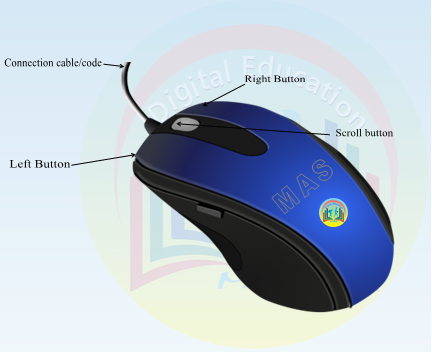 Connection cable/code
Digital Education
Right Button
Scroll button
Left Button
MAS